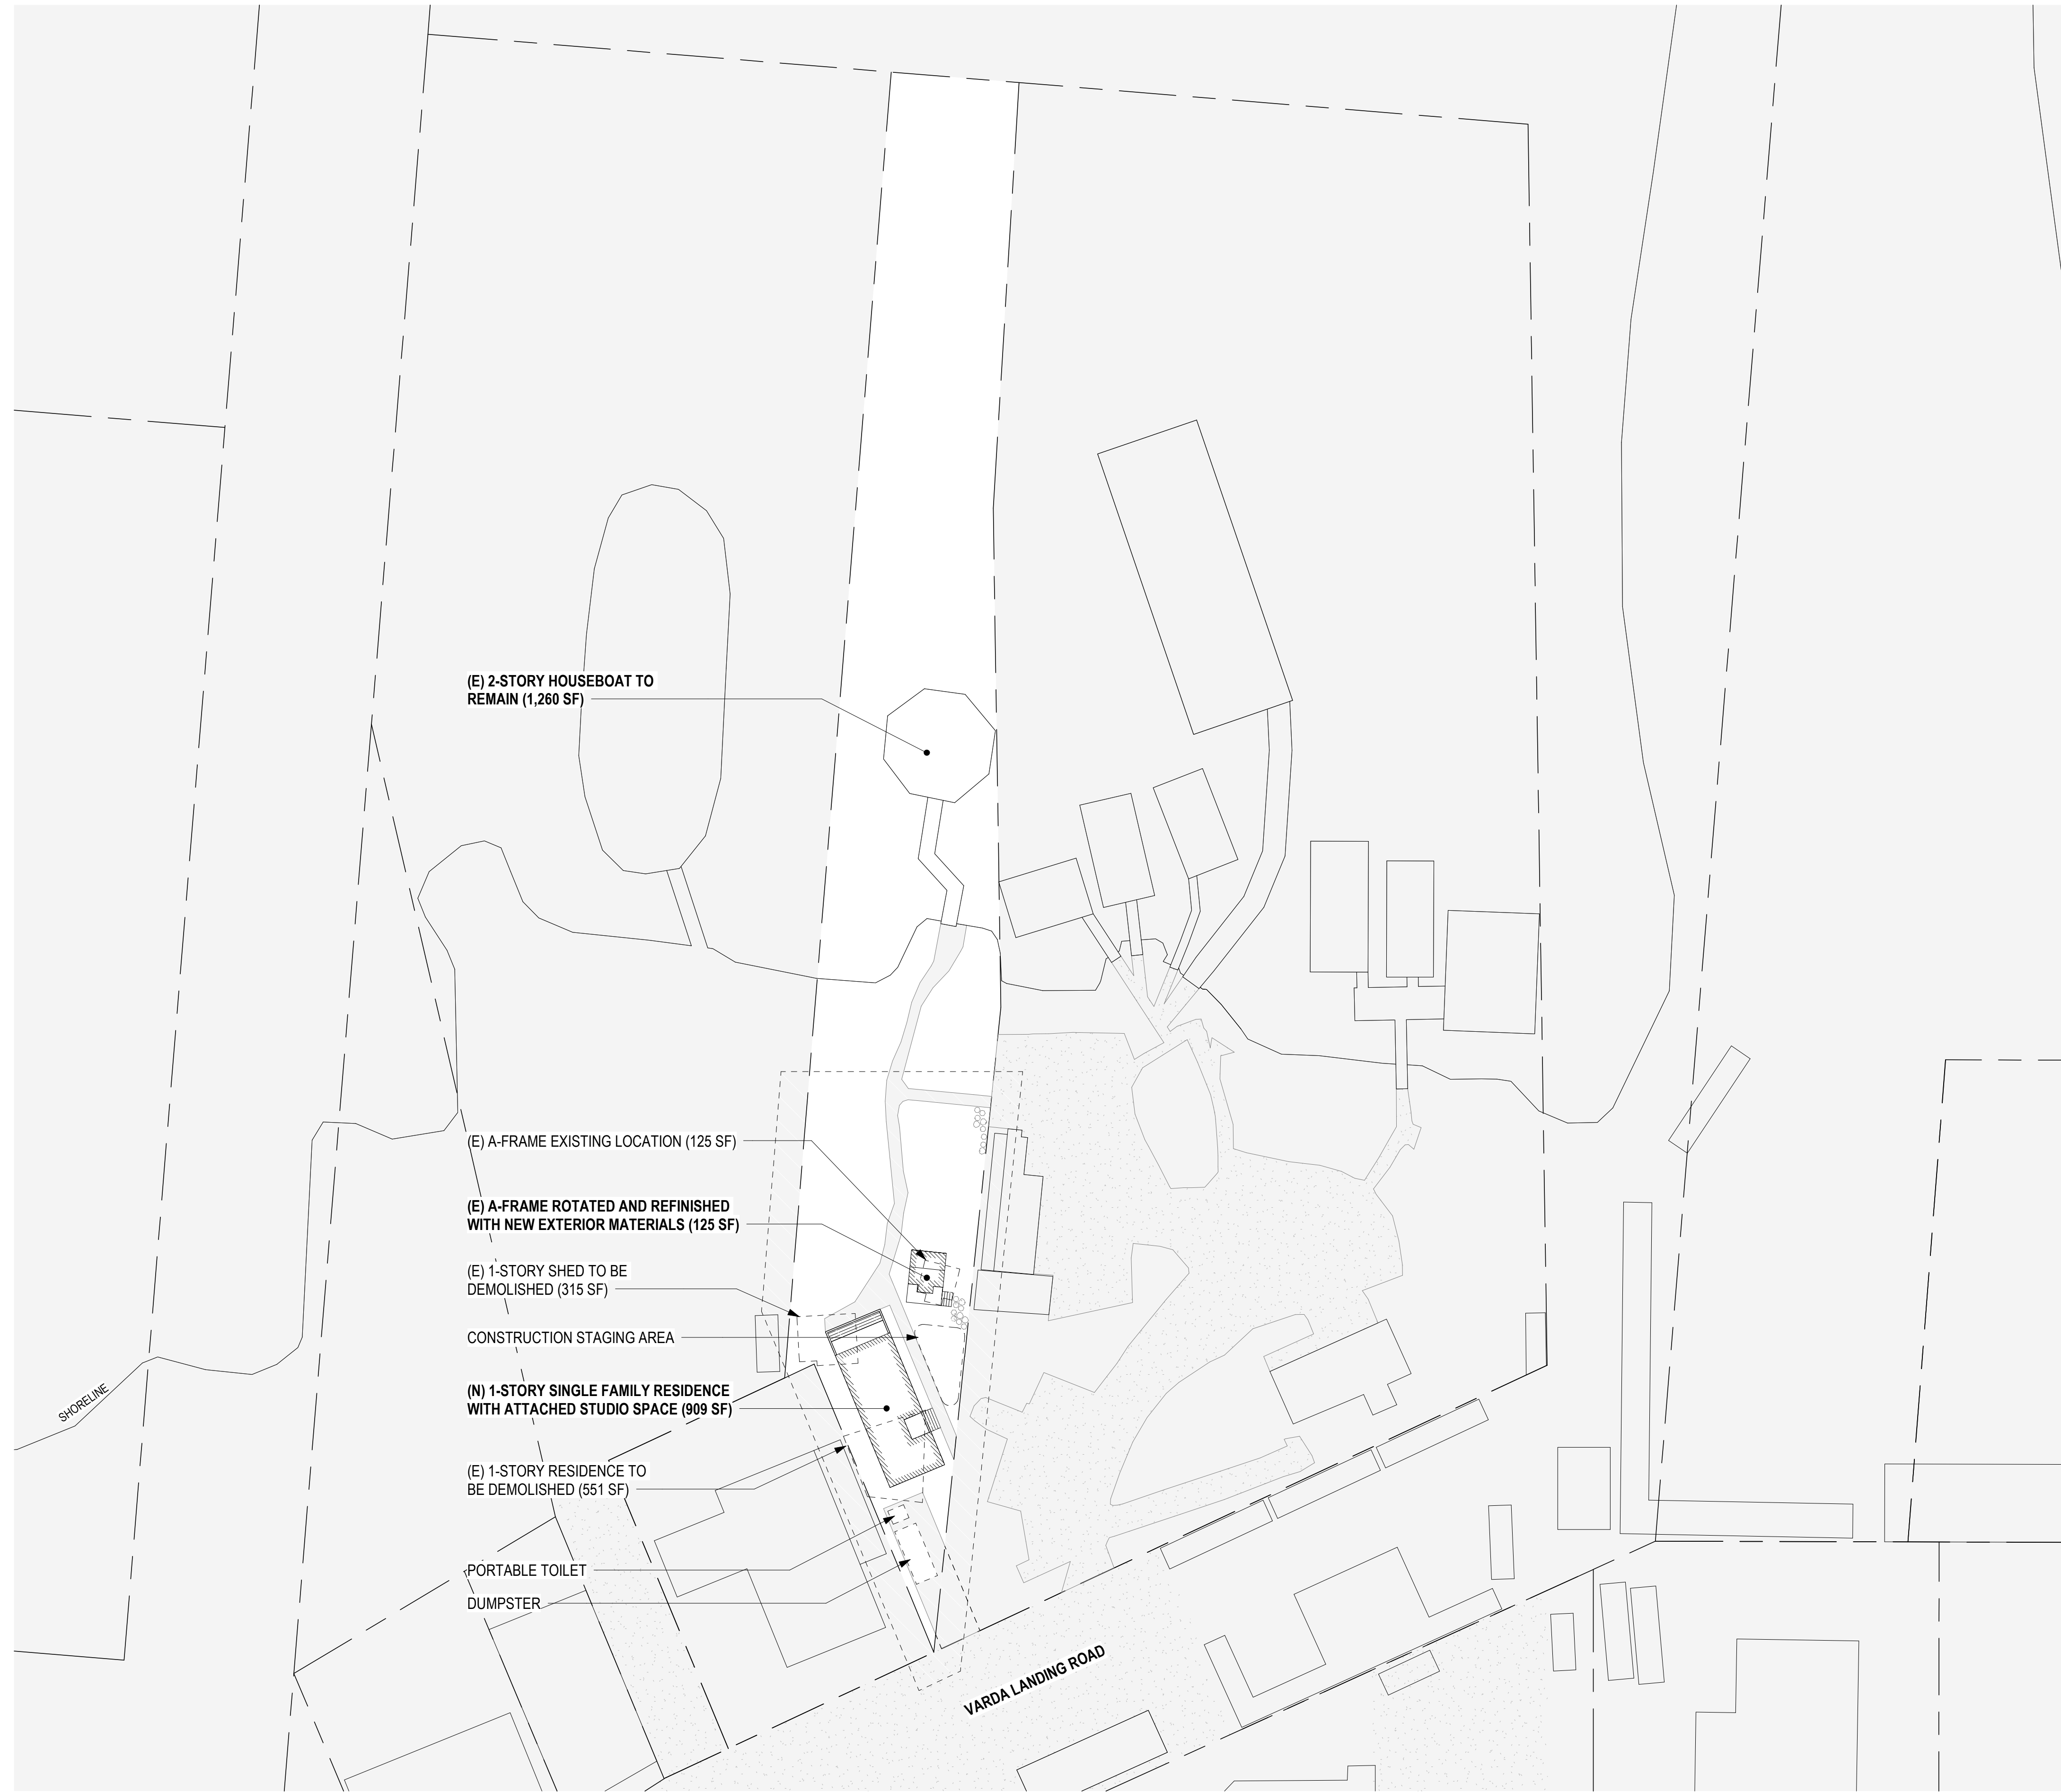 (E) 2-STORY HOUSEBOAT TO
REMAIN (1,260 SF)
(E) A-FRAME EXISTING LOCATION (125 SF)
(E) A-FRAME ROTATED AND REFINISHED
WITH NEW EXTERIOR MATERIALS (125 SF)
(E) 1-STORY SHED TO BE
DEMOLISHED (315 SF)
CONSTRUCTION STAGING AREA
(N) 1-STORY SINGLE FAMILY RESIDENCE
WITH ATTACHED STUDIO SPACE (909 SF)
SHORELINE
(E) 1-STORY RESIDENCE TO
BE DEMOLISHED (551 SF)
PORTABLE TOILET
DUMPSTER
VARDA LANDING ROAD